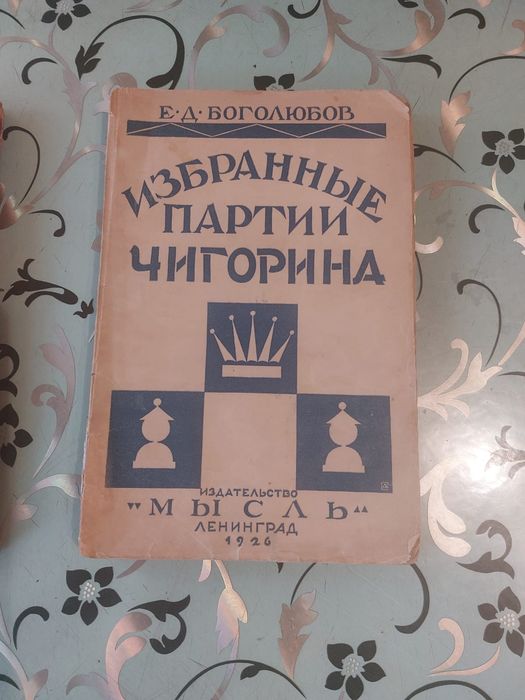 Е·Д·БОГОЛЮБОВ
ИЗБРАННЫЕ
ПАРТИИ
ЧИГОРИНА
ИЗДАТЕЛЬСТВО
„МЫСЛЬ“
ЛЕНИНГРАД
1926